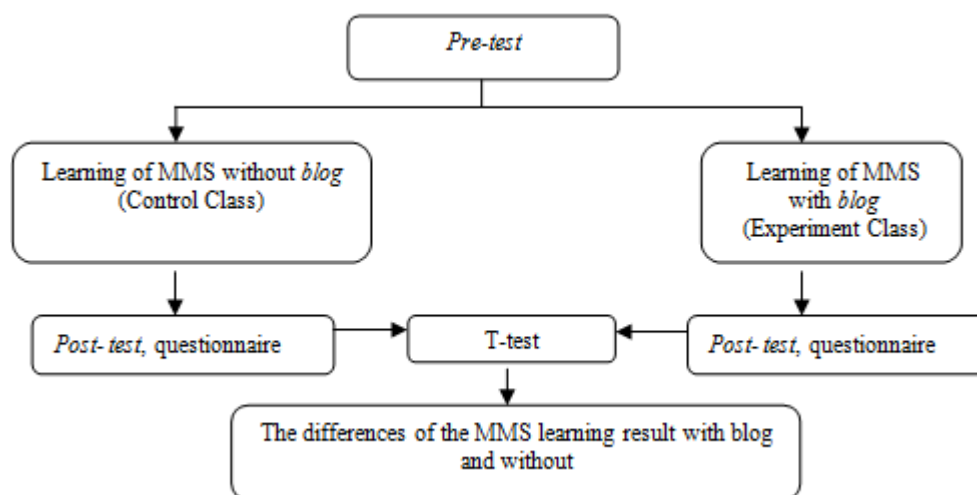 Pre-test
Learning of MMS without blog
(Control Class)
Learning of MMS
with blog
(Experiment Class)
Post-test, questionnaire
T-test
Post-test, questionnaire
The differences of the MMS learning result with blog
and without